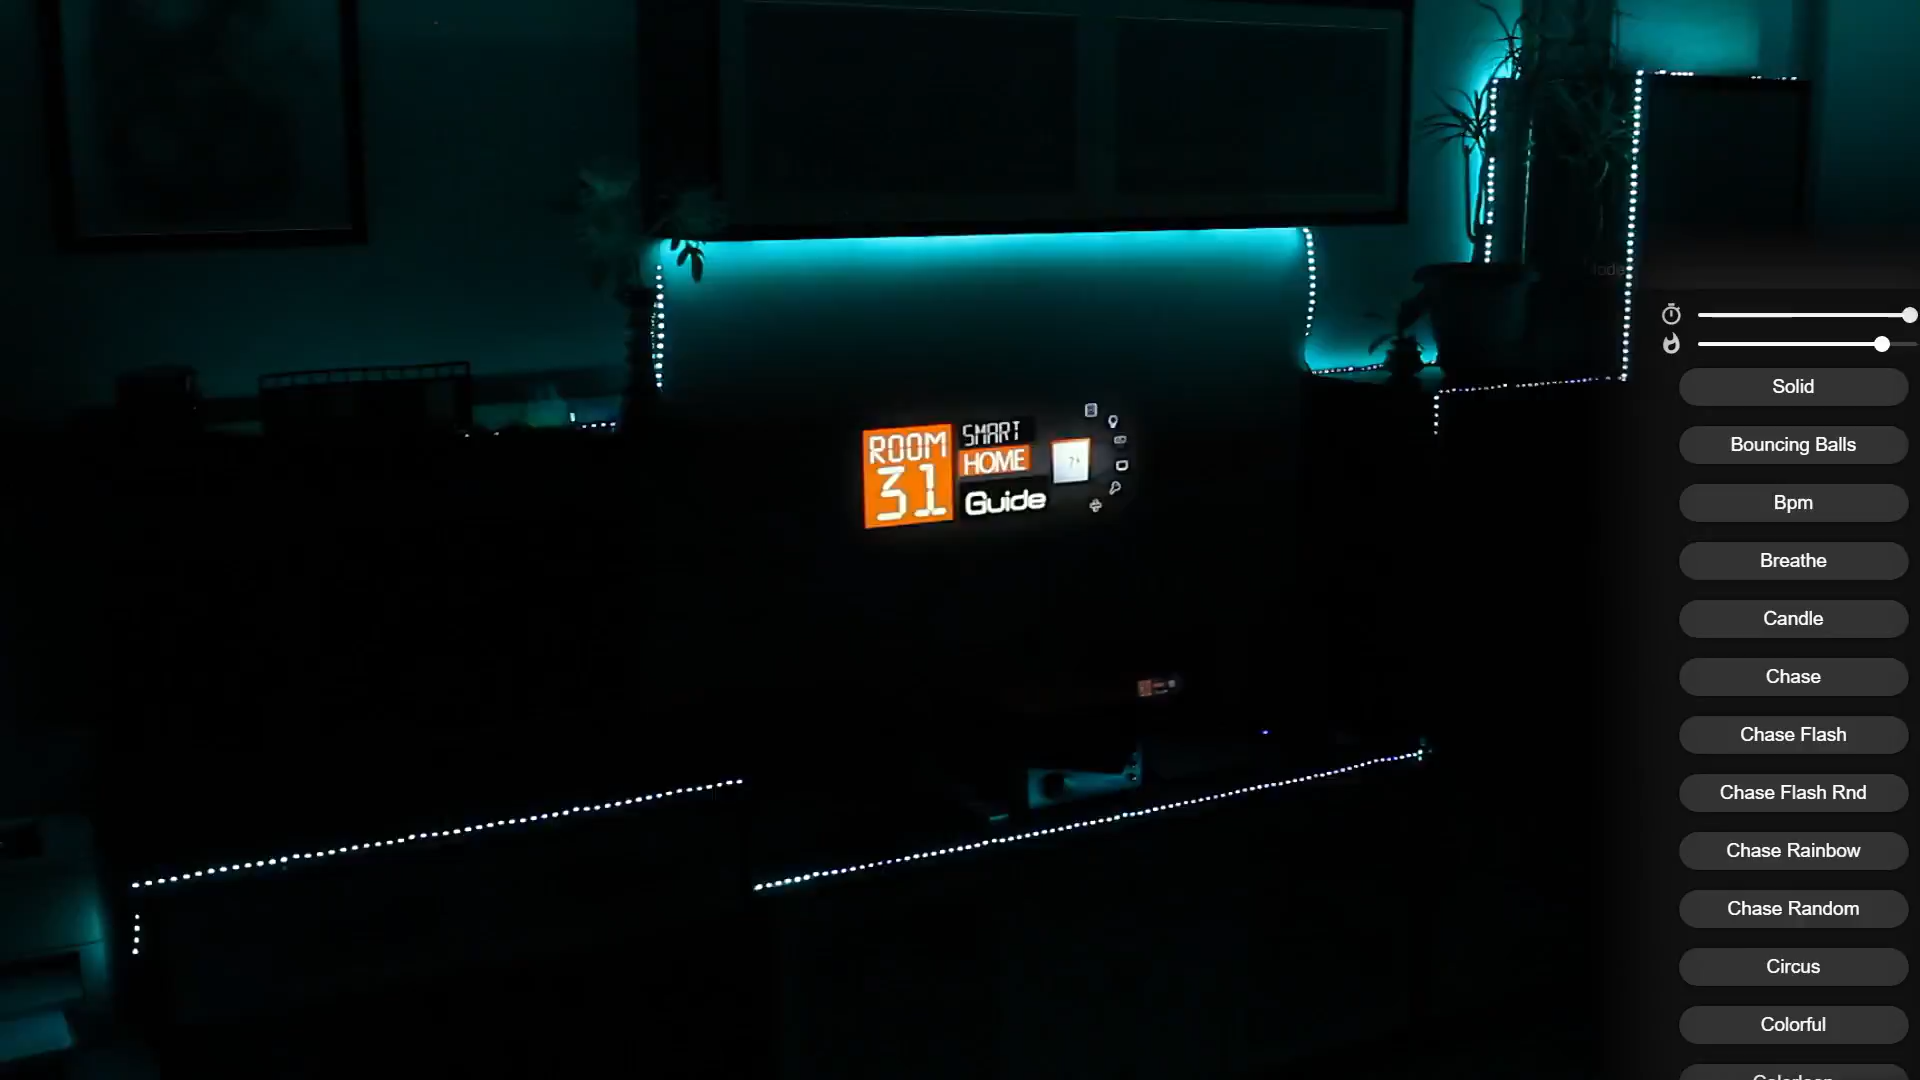 ROOM
31
SMART
HOME
Guide
Solid
Bouncing Balls
Bpm
Breathe
Candle
Chase
Chase Flash
Chase Flash Rnd
Chase Rainbow
Chase Random
Circus
Colorful